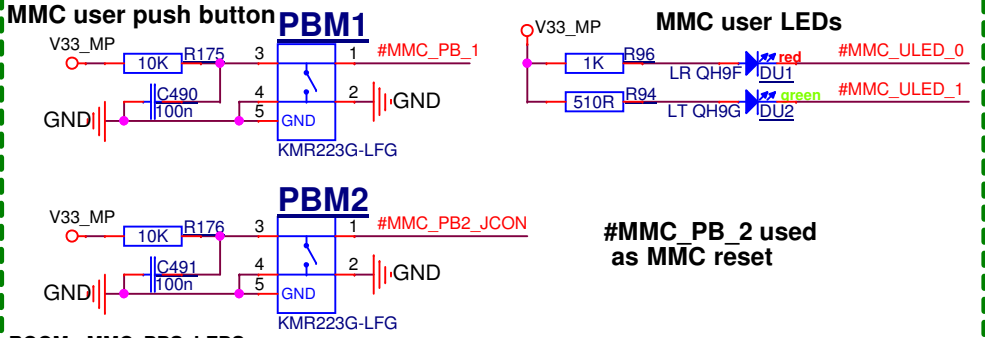 MMC user push button
PBM1
V33_MP
10K
R175
3
1
#MMC_PB_1
C490
100n
GND
4
5
GND
2
GND
KMR223G-LFG
MMC user LEDs
V33_MP
1K
R96
LR QH9F
red
DU1
#MMC_ULED_0
510R
R94
LT QH9G
green
DU2
#MMC_ULED_1
PBM2
V33_MP
10K
R176
3
1
#MMC_PB2_JCON
C491
100n
GND
4
5
GND
2
GND
KMR223G-LFG
#MMC_PB_2 used
as MMC reset